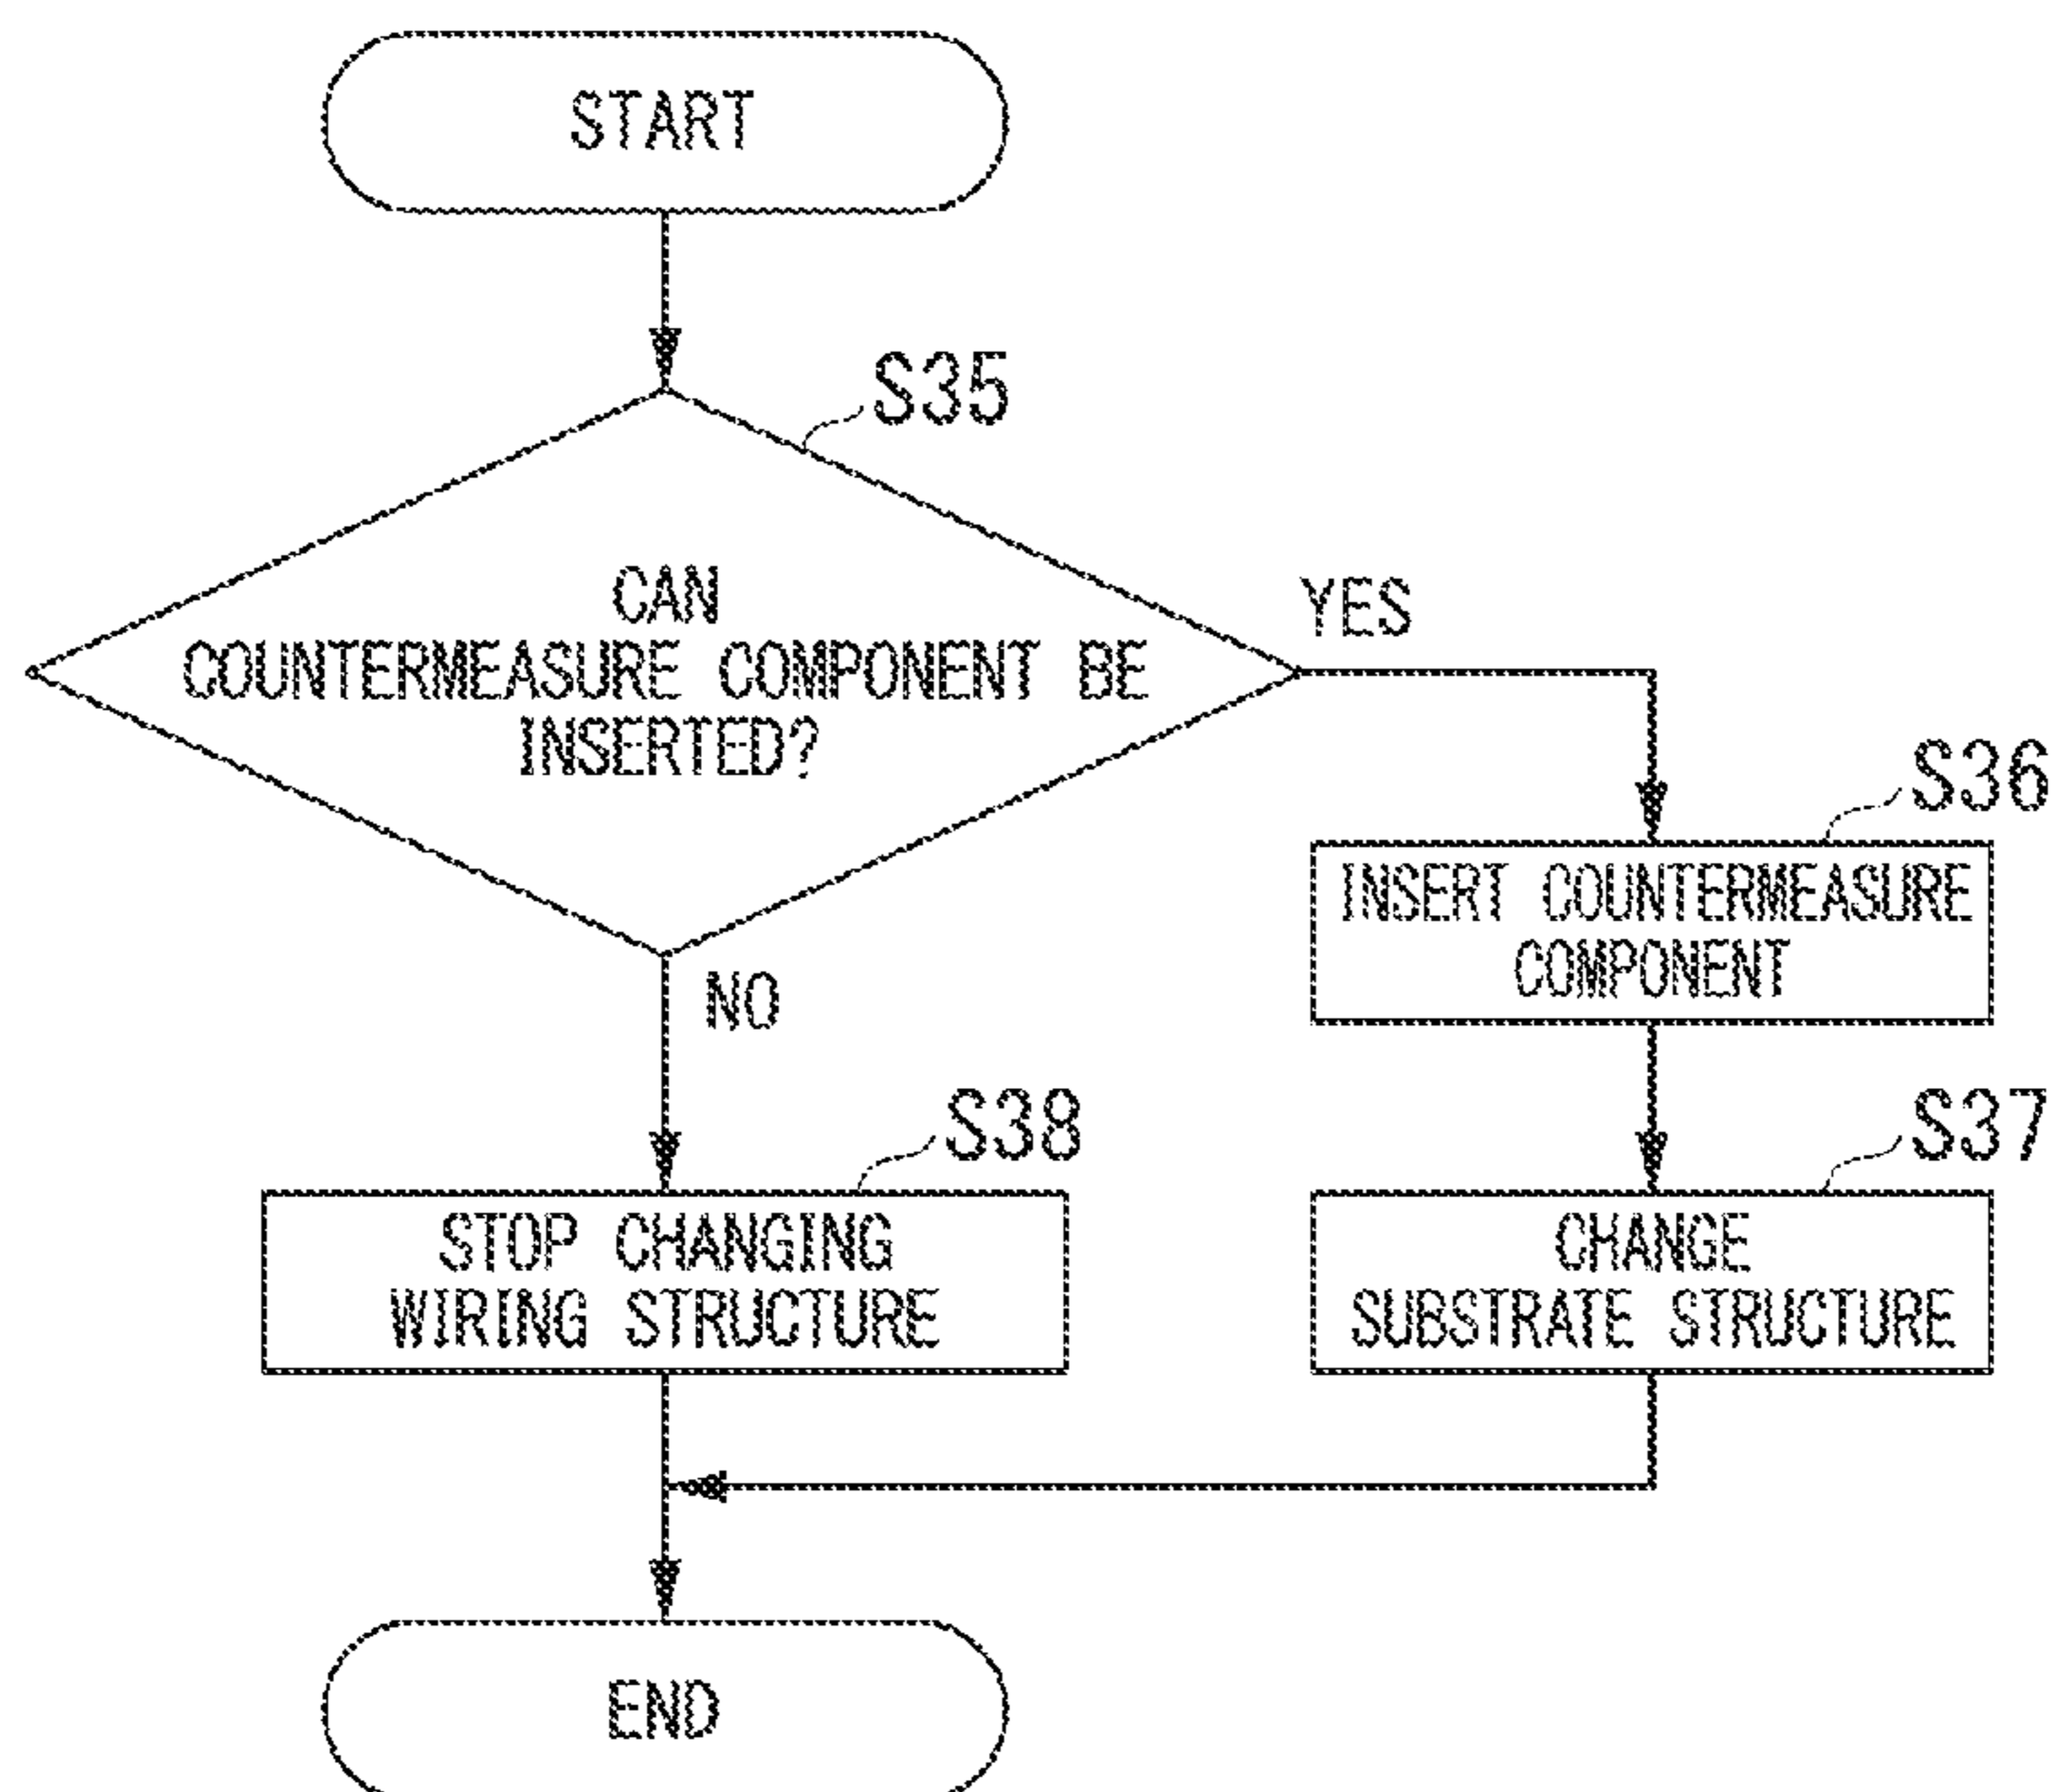 START
S35
CAN
COUNTERMEASURE COMPONENT BE
INSERTED?
YES
NO
S36
INSERT COUNTERMEASURE
COMPONENT
S37
CHANGE
SUBSTRATE STRUCTURE
S38
STOP CHANGING
WIRING STRUCTURE
END